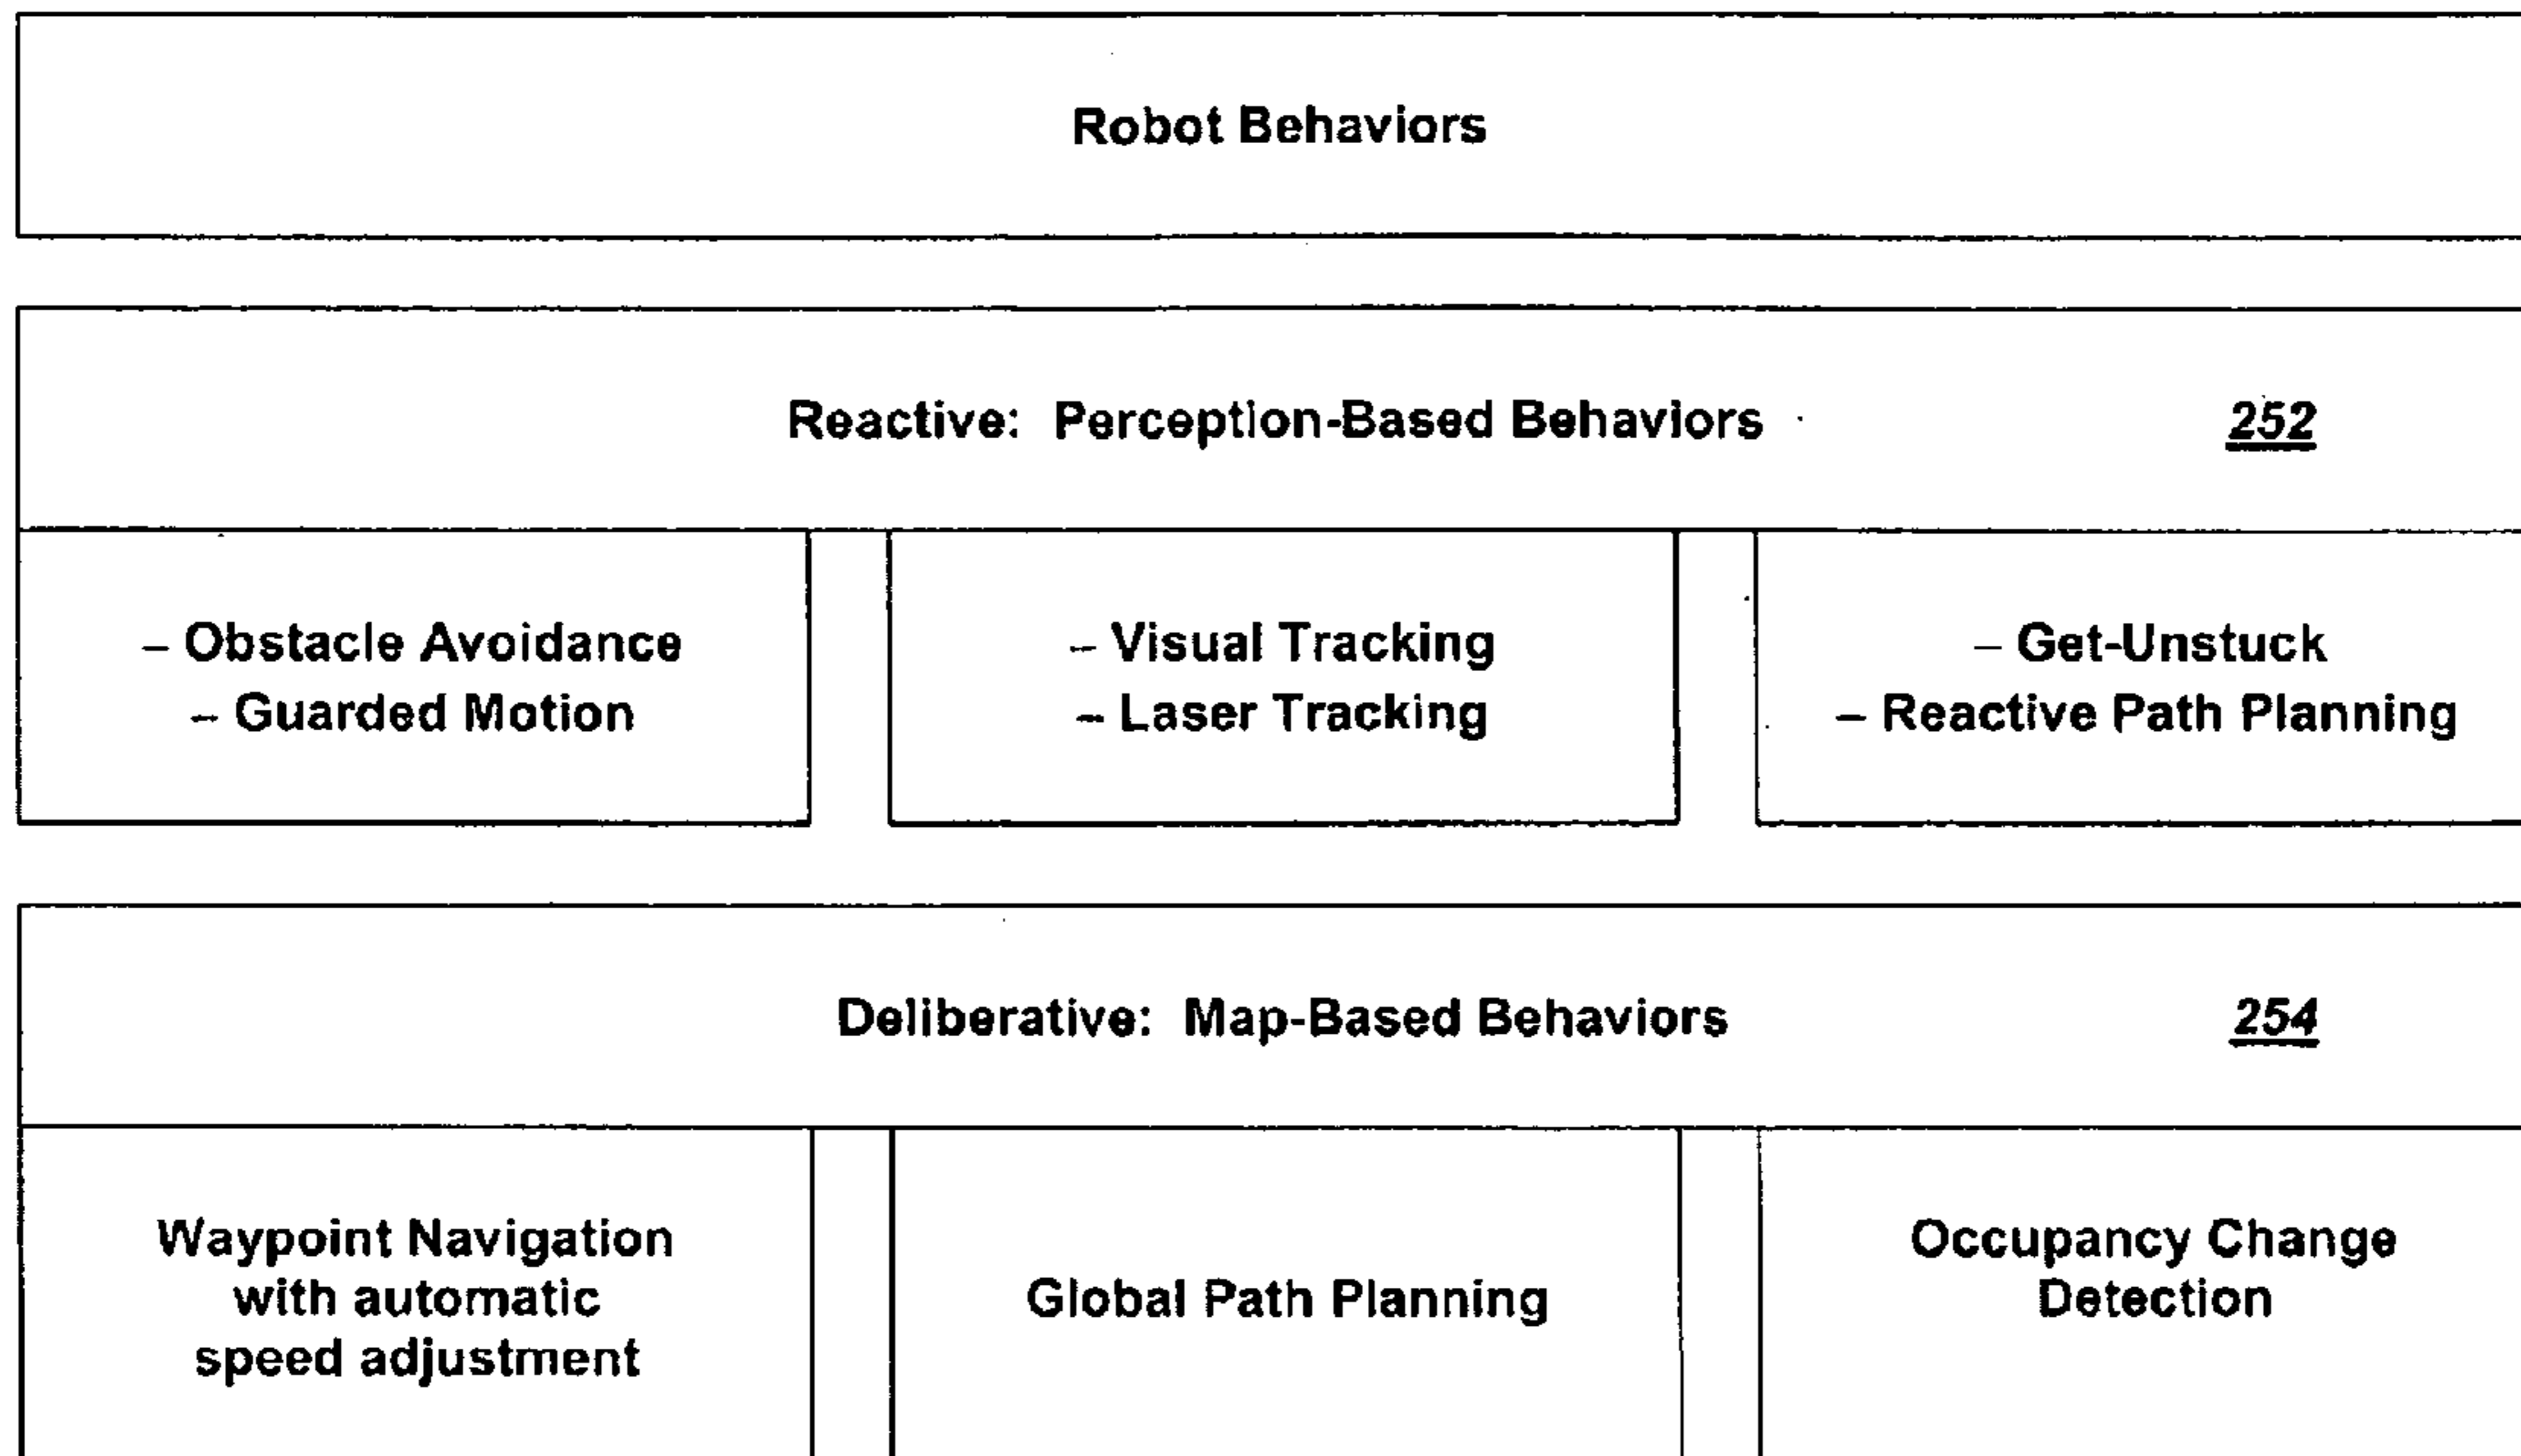 Robot Behaviors
Reactive: Perception-Based Behaviors 252
– Obstacle Avoidance
– Guarded Motion
– Visual Tracking
– Laser Tracking
– Get-Unstuck
– Reactive Path Planning
Deliberative: Map-Based Behaviors 254
Waypoint Navigation
with automatic
speed adjustment
Global Path Planning
Occupancy Change
Detection